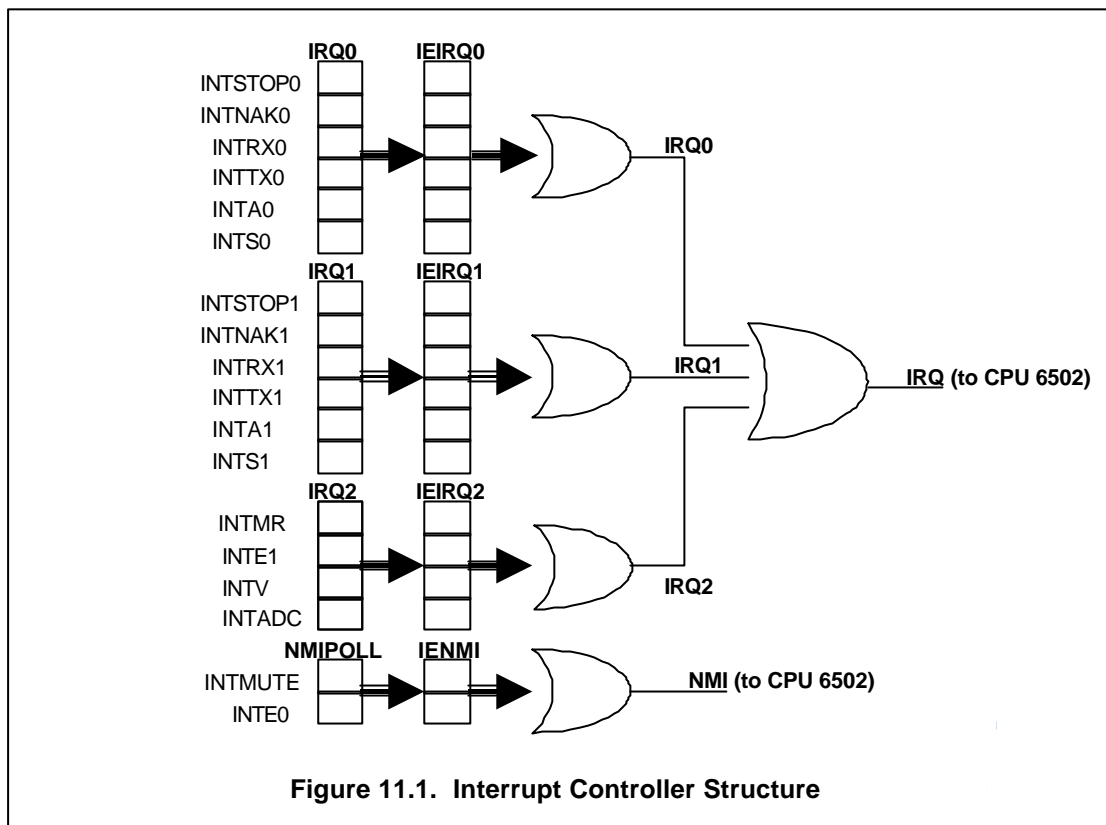 IRQ0 IEIRQ0
INTSTOP0
INTNAK0
INTRX0
INTTX0
INTA0
INTS0
IRQ0
IRQ1 IEIRQ1
INTSTOP1
INTNAK1
INTRX1
INTTX1
INTA1
INTS1
IRQ1
IRQ (to CPU 6502)
IRQ2 IEIRQ2
INTMR
INTE1
INTV
INTADC
IRQ2
NMIPOLL IENMI
INTMUTE
INTE0
NMI (to CPU 6502)
Figure 11.1. Interrupt Controller Structure